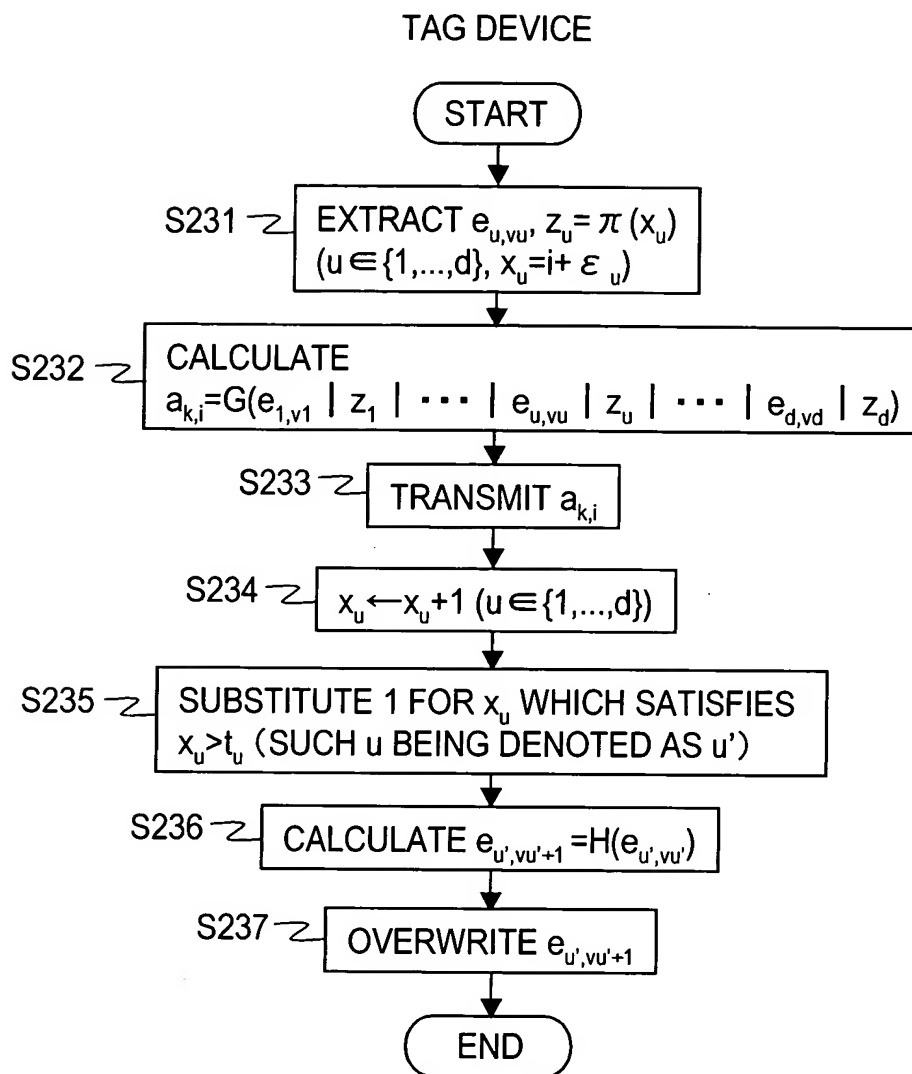 TAG DEVICE
START
S231
EXTRACT e_{u,vu}, z_u = π (x_u)
(u∈{1,...,d}, x_u=i+ ε_u)
S232
CALCULATE
a_{k,i}=G(e_{1,v1} | z_1 | ··· | e_{u,vu} | z_u | ··· | e_{d,vd} | z_d)
S233
TRANSMIT a_{k,i}
S234
x_u←x_u+1 (u∈{1,...,d})
S235
SUBSTITUTE 1 FOR x_u WHICH SATISFIES
x_u>t_u (SUCH u BEING DENOTED AS u')
S236
CALCULATE e_{u',vu'+1} =H(e_{u',vu'})
S237
OVERWRITE e_{u',vu'+1}
END